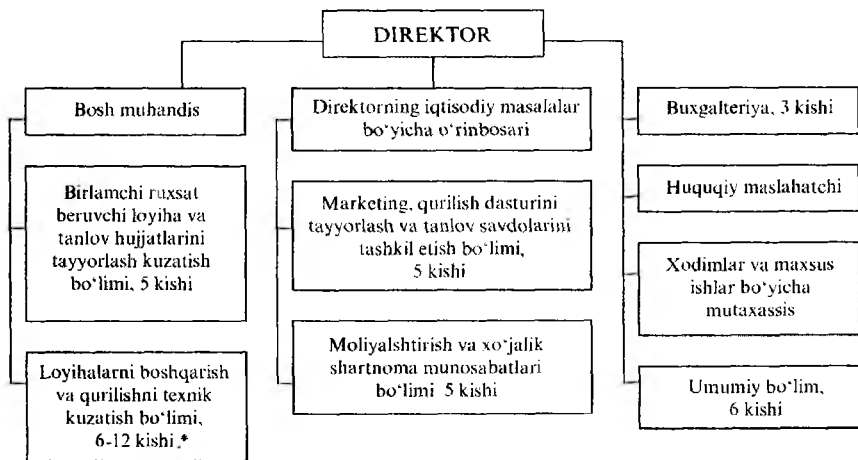 DIREKTOR
Bosh muhandis
Birlamchi ruxsat
beruvchi loyiha va
tanlov hujjatlarini
tayyorlash kuzatish
bo‘limi, 5 kishi
Loyihalarni boshqarish
va qurilishni texnik
kuzatish bo‘limi,
6-12 kishi.*
Direktorning iqtisodiy masalalar
bo‘yicha o‘rinbosari
Marketing, qurilish dasturini
tayyorlash va tanlov savdolarini
tashkil etish bo‘limi,
5 kishi
Moliyalshtirish va xo‘jalik
shartnoma munosabatlari
bo‘limi 5 kishi
Buxgalteriya, 3 kishi
Huquqiy maslahatchi
Xodimlar va maxsus
ishlar bo‘yicha
mutaxassis
Umumiy bo‘lim,
6 kishi